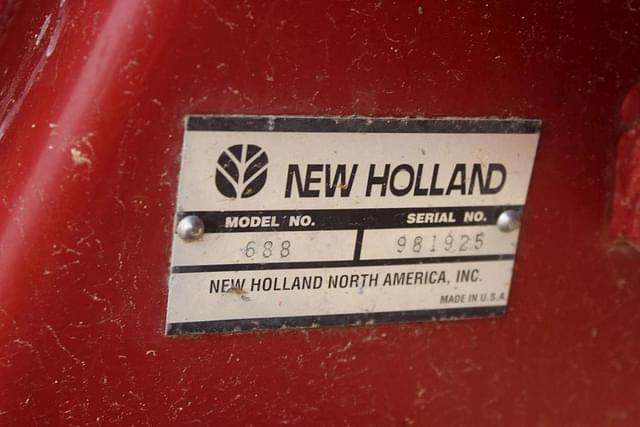 NEW HOLLAND
MODEL NO. SERIAL NO.
688 981925
NEW HOLLAND NORTH AMERICA, INC.
MADE IN U.S.A.